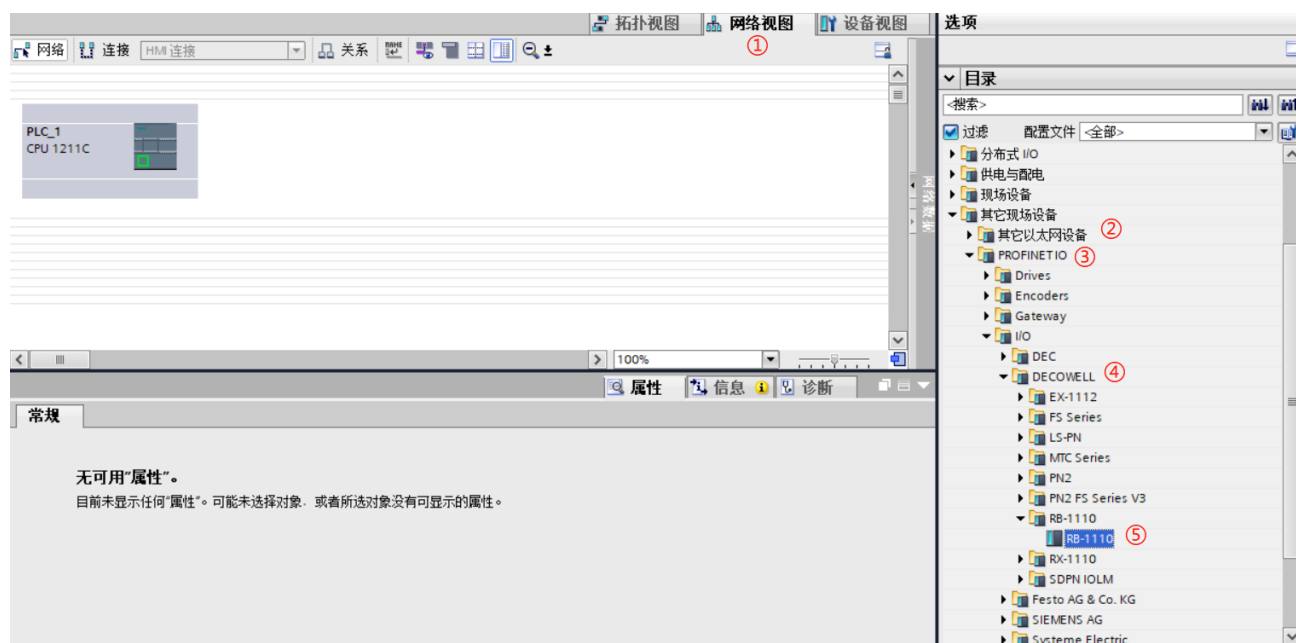 拓扑视图 网络视图 设备视图
①
网络 连接 HMI 连接 关系
PLC_1
CPU 1211C
网络数据
100%
属性 信息 诊断
常规
无可用"属性"。
目前未显示任何"属性"。可能未选择对象，或者所选对象没有可显示的属性。
选项
目录
<搜索>
过滤 配置文件 <全部>
分布式 I/O
供电与配电
现场设备
其它现场设备
其它以太网设备 ②
PROFINET IO ③
Drives
Encoders
Gateway
I/O
DEC
DECOWELL ④
EX-1112
FS Series
LS-PN
MTC Series
PN2
PN2 FS Series V3
RB-1110
RB-1110 ⑤
RX-1110
SDPN IOLM
Festo AG & Co. KG
SIEMENS AG
Systeme Electric